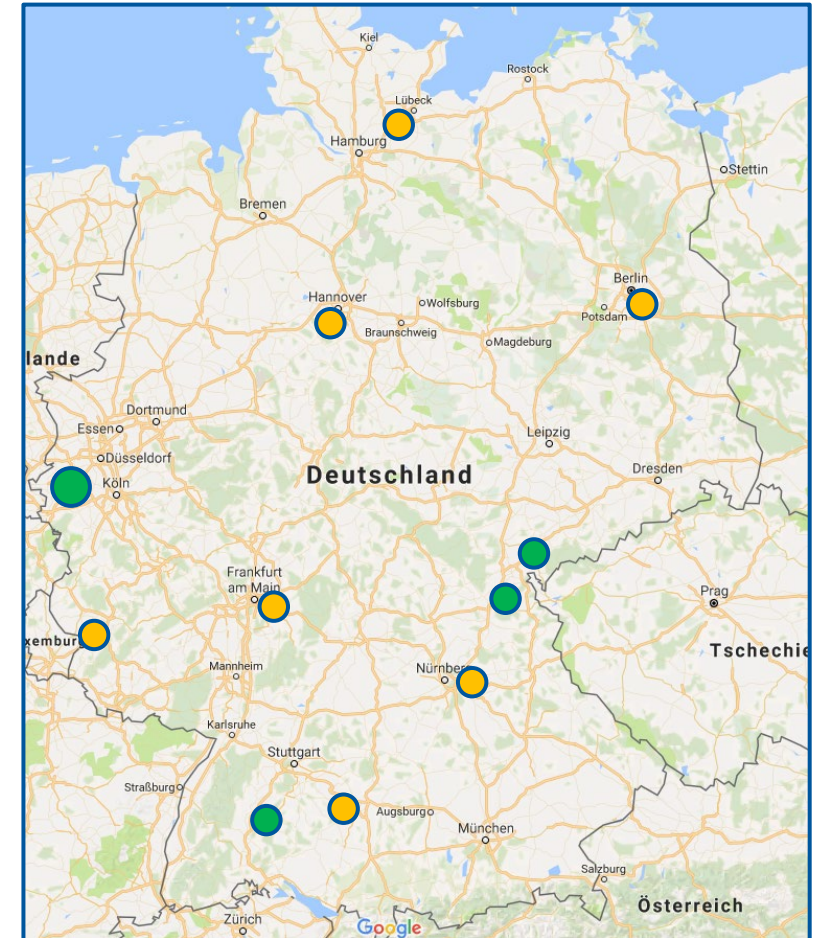 Kiel
Rostock
Lübeck
Hamburg
Stettin
Bremen
Berlin
Hannover
Wolfsburg
Potsdam
Braunschweig
Magdeburg
lande
Dortmund
Essen
Leipzig
Düsseldorf
Dresden
Deutschland
Köln
Frankfurt
am Main
Prag
xemburg
Tschechie
Mannheim
Nürnberg
Karlsruhe
Stuttgart
Straßburg
Augsburg
München
Salzburg
Österreich
Zürich
Google